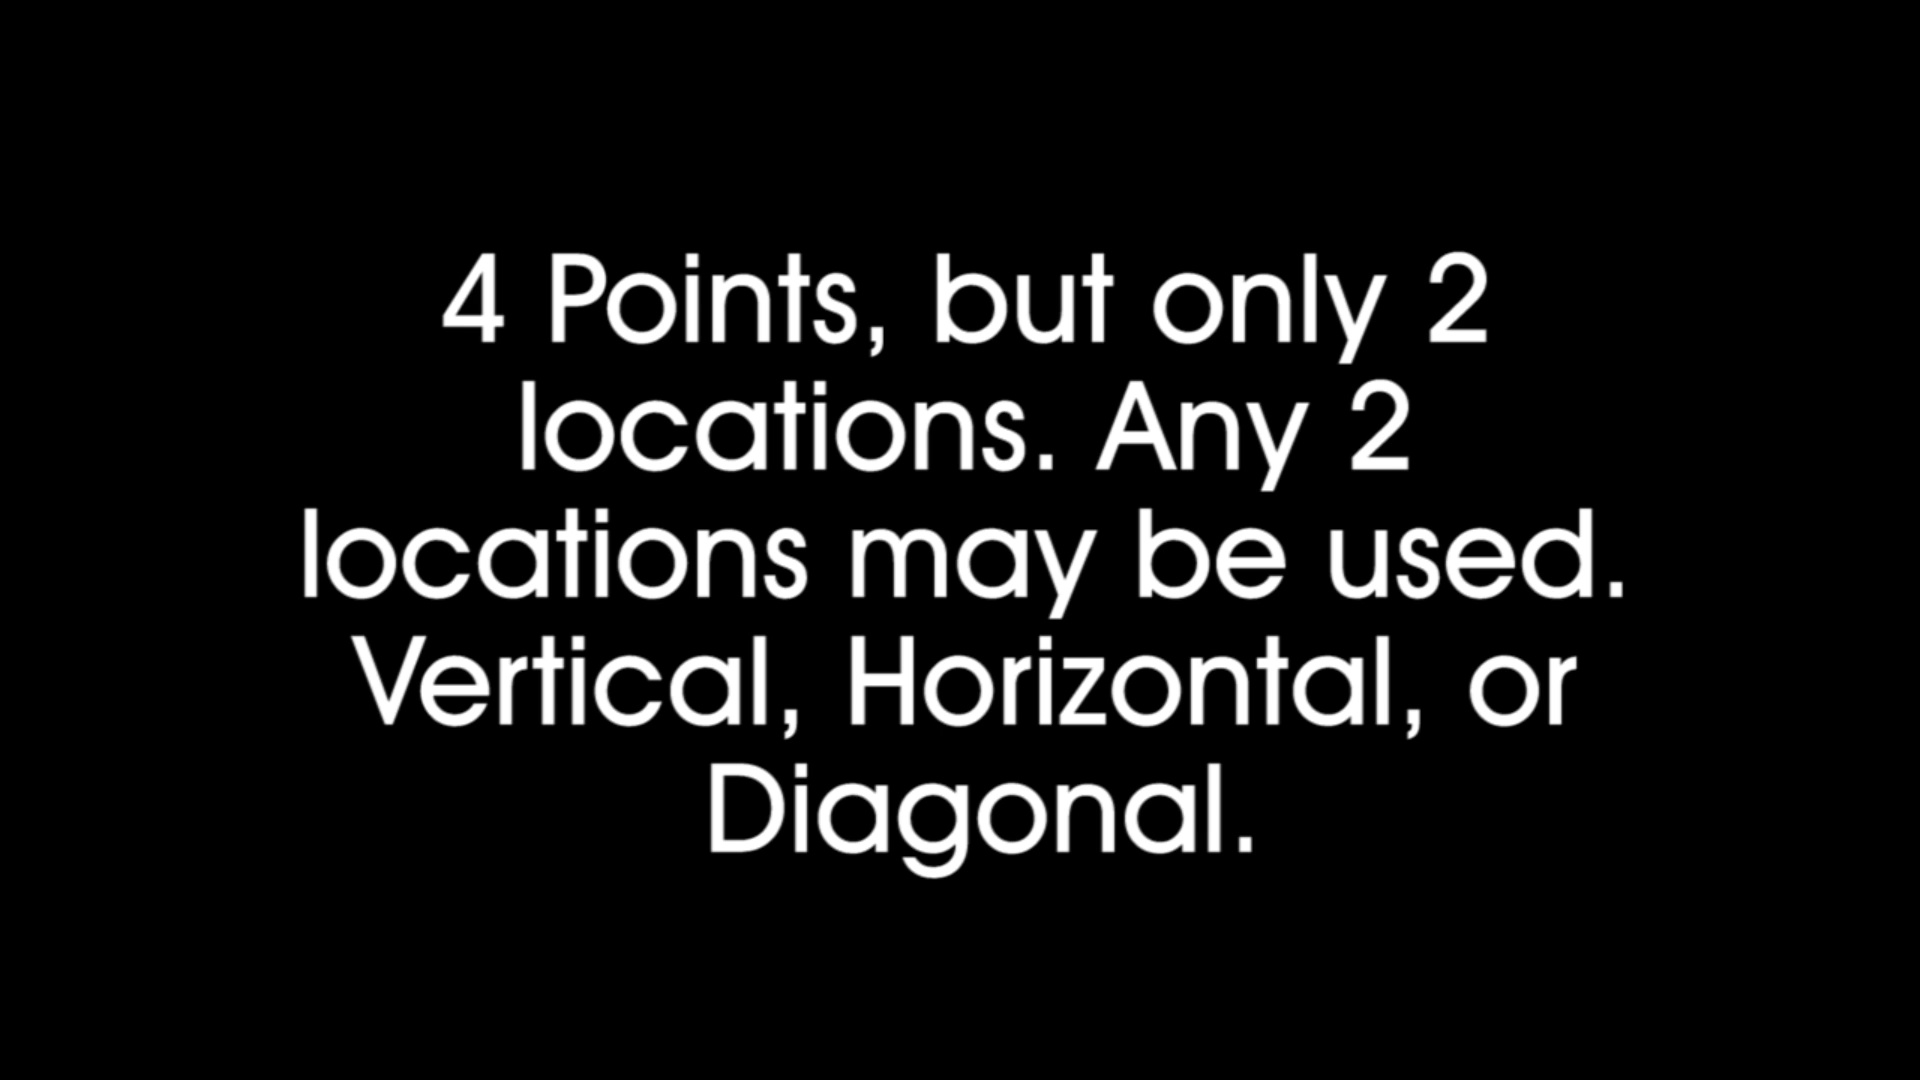 4 Points, but only 2
locations. Any 2
locations may be used.
Vertical, Horizontal, or
Diagonal.